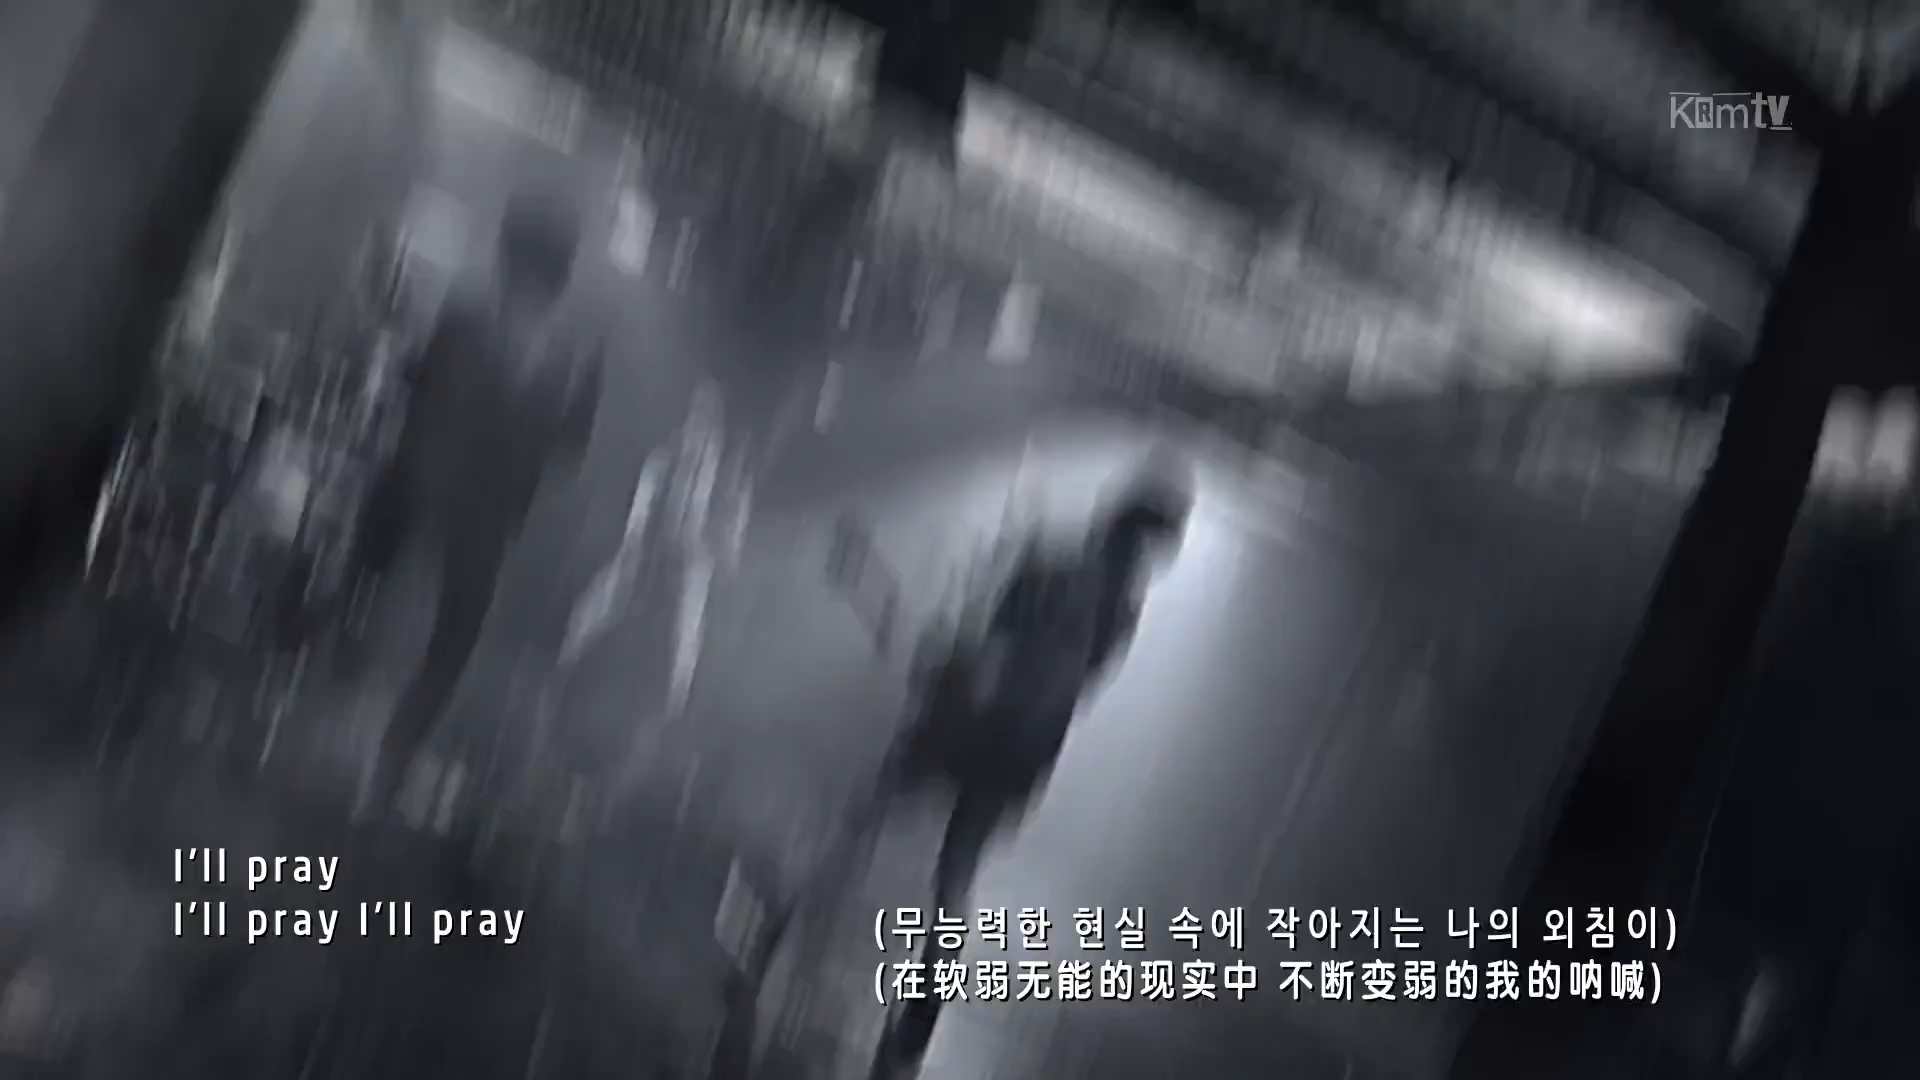 KRmtv
I'll pray
I'll pray I'll pray
(무능력한 현실 속에 작아지는 나의 외침이)
(在软弱无能的现实中 不断变弱的我的呐喊)